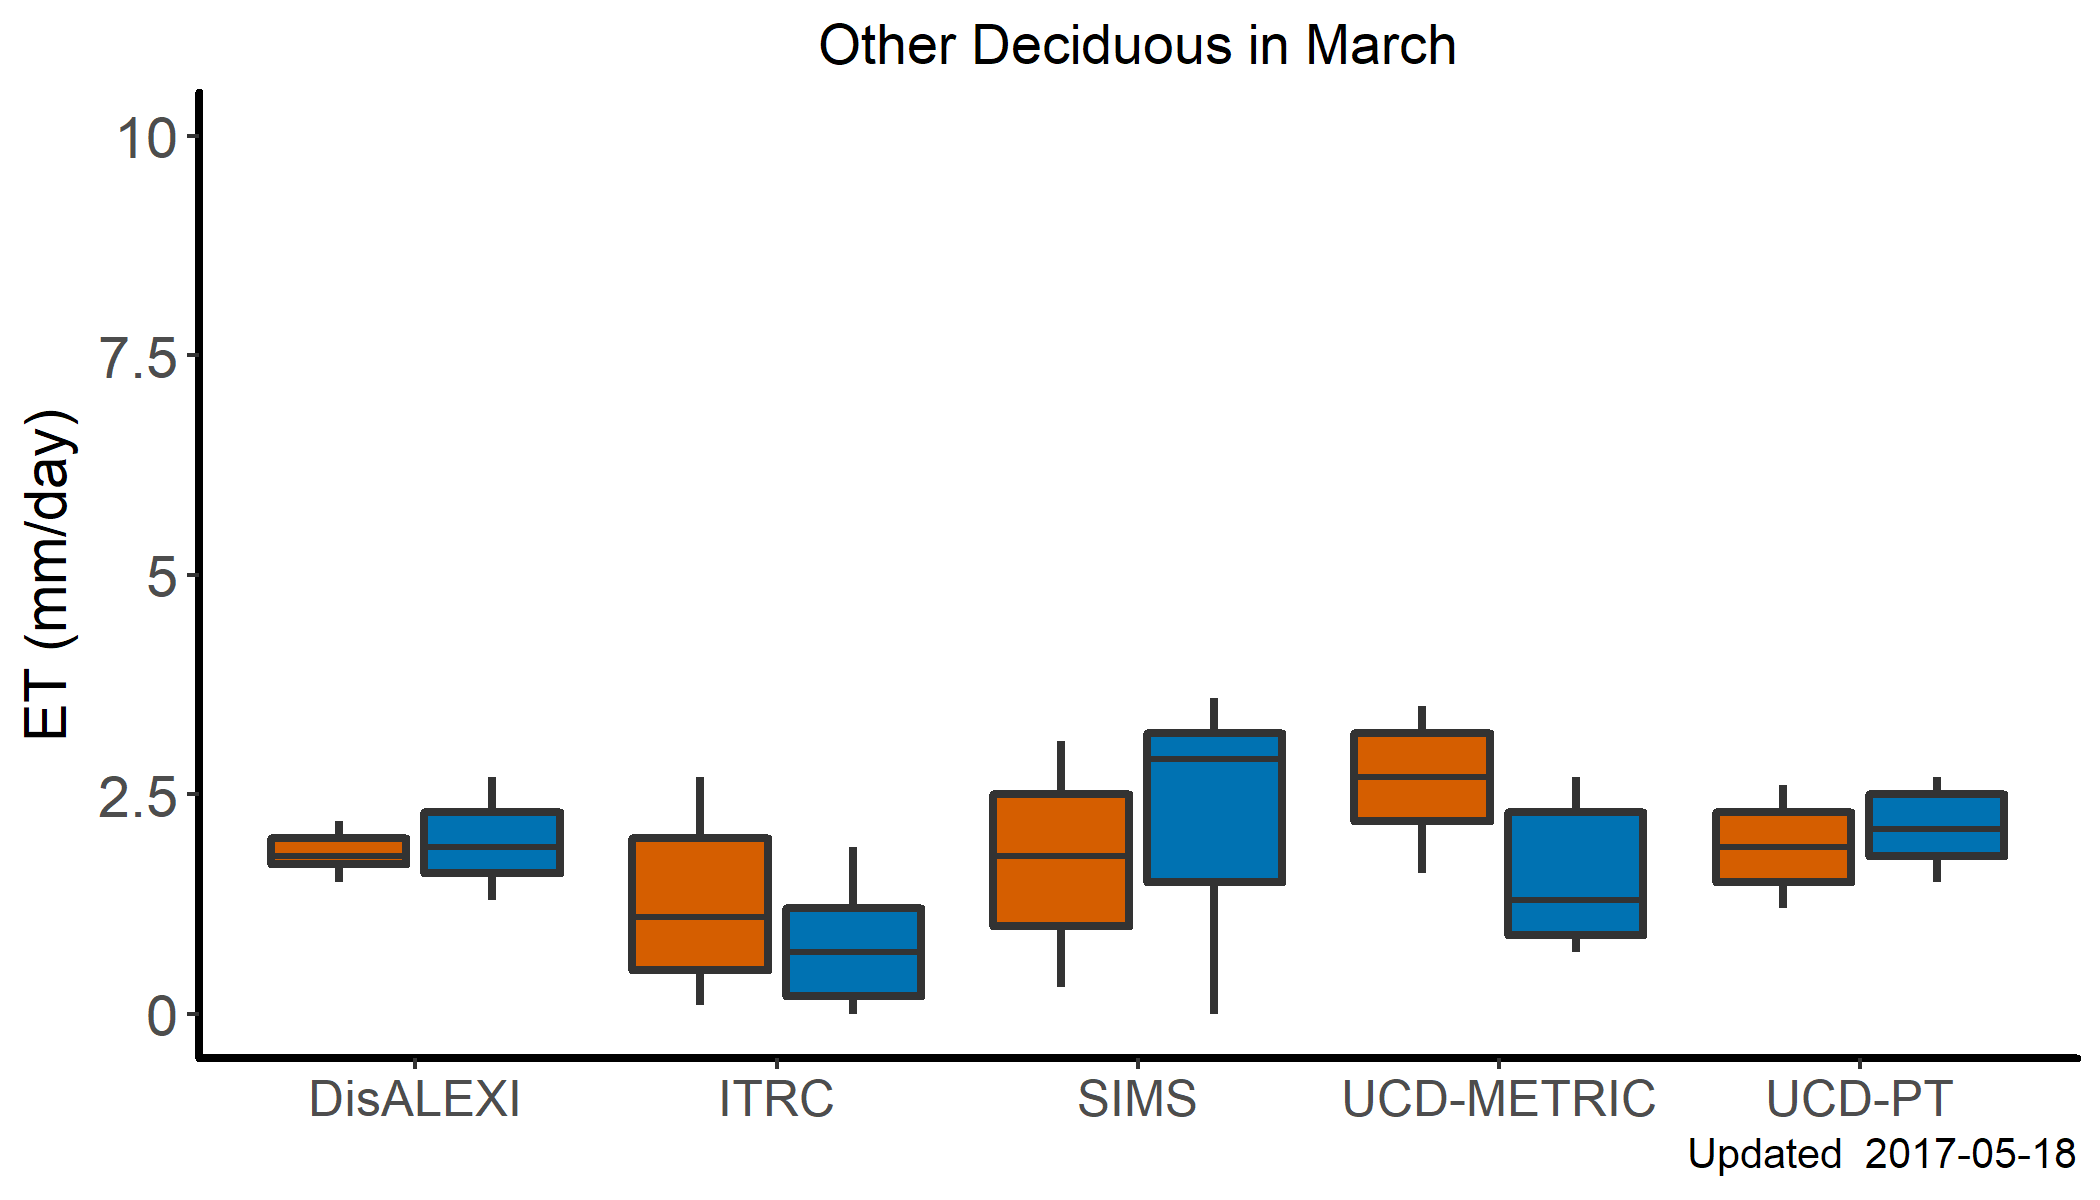 Other Deciduous in March
10
7.5
5
2.5
0
ET (mm/day)
DisALEXI
ITRC
SIMS
UCD-METRIC
UCD-PT
Updated  2017-05-18